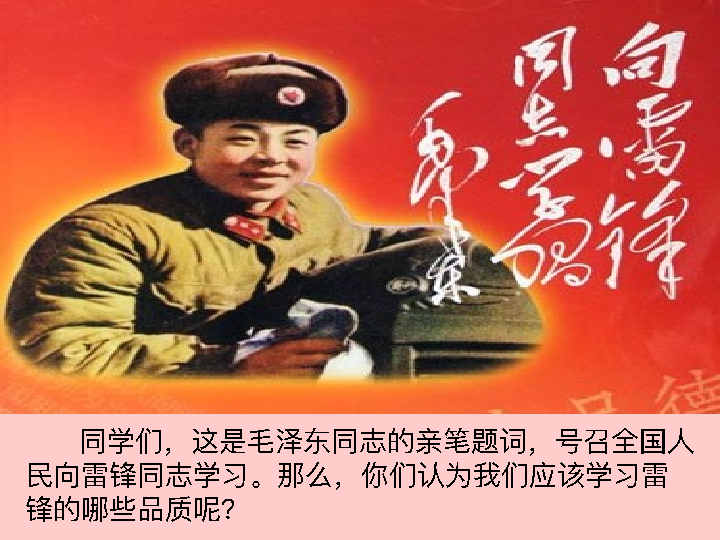 向雷锋
同志学习
毛泽东
同学们，这是毛泽东同志的亲笔题词，号召全国人
民向雷锋同志学习。那么，你们认为我们应该学习雷
锋的哪些品质呢?